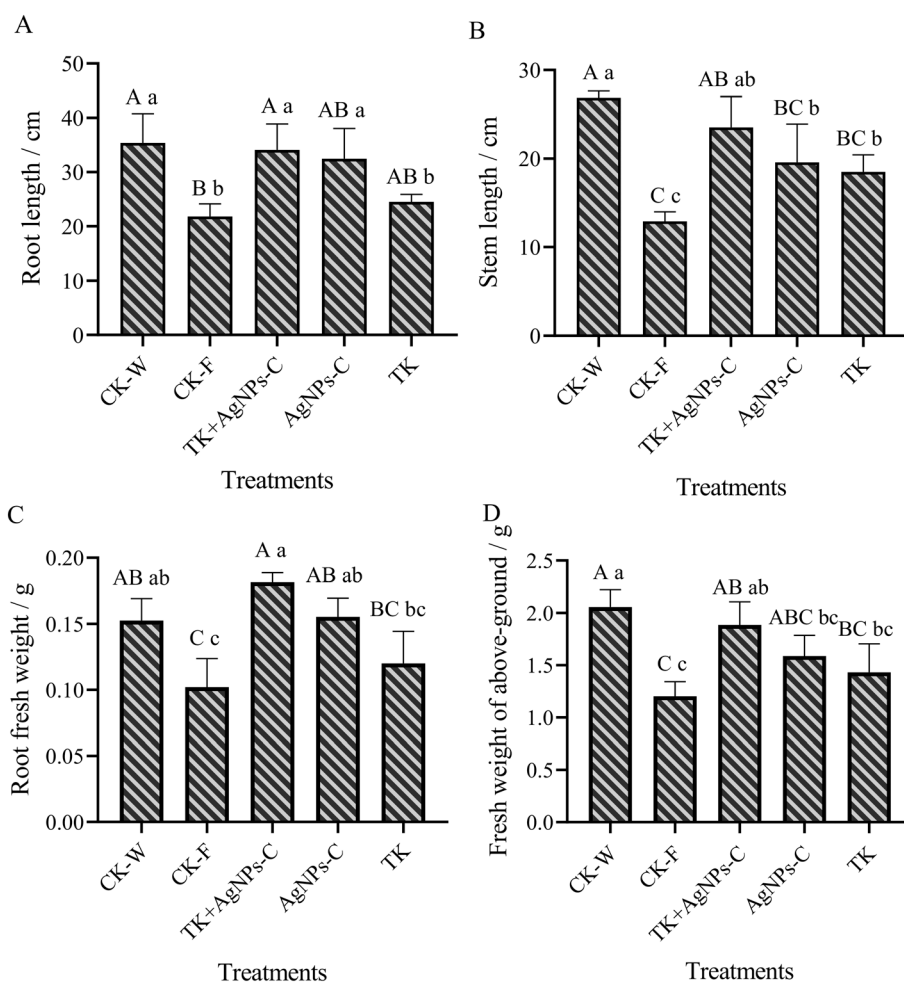 A
Root length / cm
50
40
30
20
10
0
A a
B b
A a
AB a
AB b
CK-W
CK-F
TK+AgNPs-C
AgNPs-C
TK
Treatments
B
Stem length / cm
30
20
10
0
A a
C c
AB ab
BC b
BC b
CK-W
CK-F
TK+AgNPs-C
AgNPs-C
TK
Treatments
C
Root fresh weight / g
0.20
0.15
0.10
0.05
0.00
AB ab
C c
A a
AB ab
BC bc
CK-W
CK-F
TK+AgNPs-C
AgNPs-C
TK
Treatments
D
Fresh weight of above-ground / g
2.5
2.0
1.5
1.0
0.5
0.0
A a
C c
AB ab
ABC bc
BC bc
CK-W
CK-F
TK+AgNPs-C
AgNPs-C
TK
Treatments